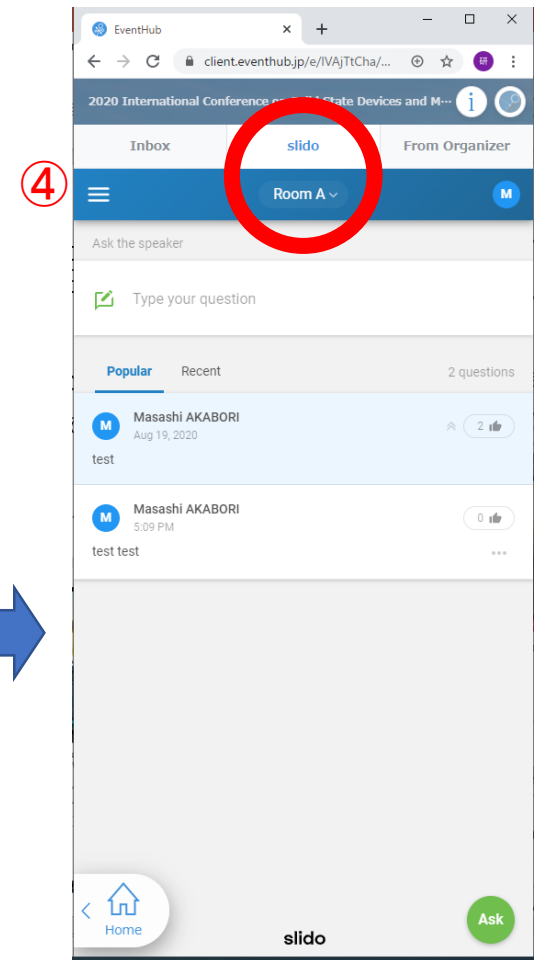 EventHub
client.eventhub.jp/e/IVAjTtCha/...
研
2020 International Conference on Solid State Devices and M...
i
Inbox
slido
From Organizer
④
Room A
M
Ask the speaker
Type your question
Popular
Recent
2 questions
M
Masashi AKABORI
Aug 19, 2020
2
test
M
Masashi AKABORI
5:09 PM
0
test test
Home
slido
Ask